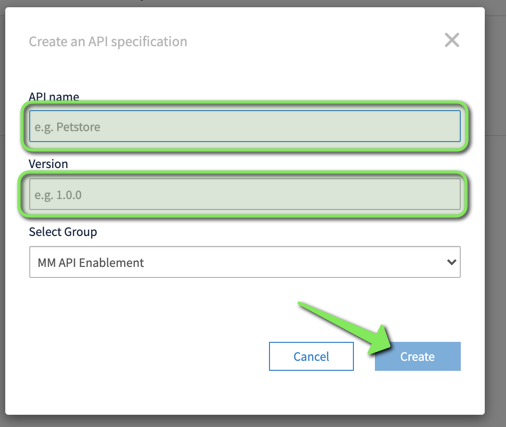 Create an API specification
API name
e.g. Petstore
Version
e.g. 1.0.0
Select Group
MM API Enablement
Cancel
Create